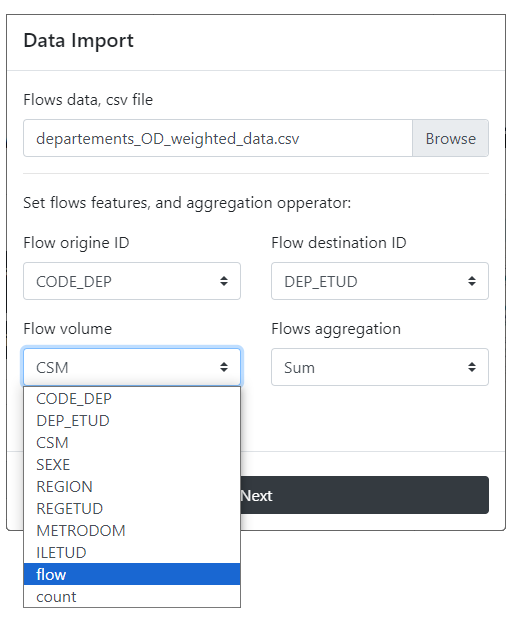 Data Import
Flows data, csv file
departements_OD_weighted_data.csv Browse
Set flows features, and aggregation opperator:
Flow origine ID Flow destination ID
CODE_DEP DEP_ETUD
Flow volume Flows aggregation
CSM Sum
CODE_DEP
DEP_ETUD
CSM
SEXE
REGION
REGETUD
METRODOM
ILETUD
flow
count
Next